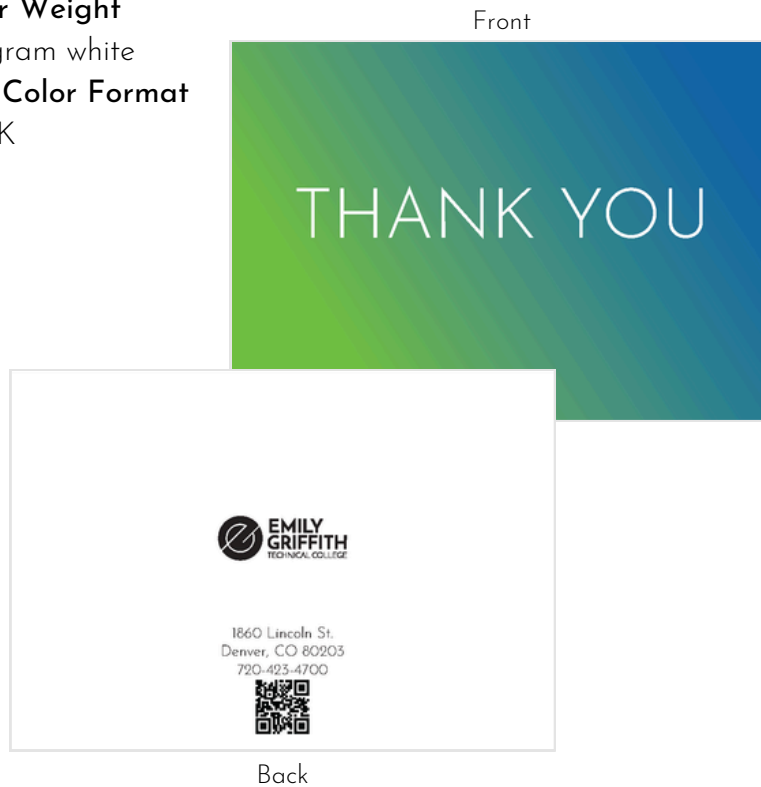 r Weight
gram white
Color Format
K
Front
THANK YOU
EMILY
GRIFFITH
TECHNICAL COLLEGE
1860 Lincoln St.
Denver, CO 80203
720-423-4700
Back